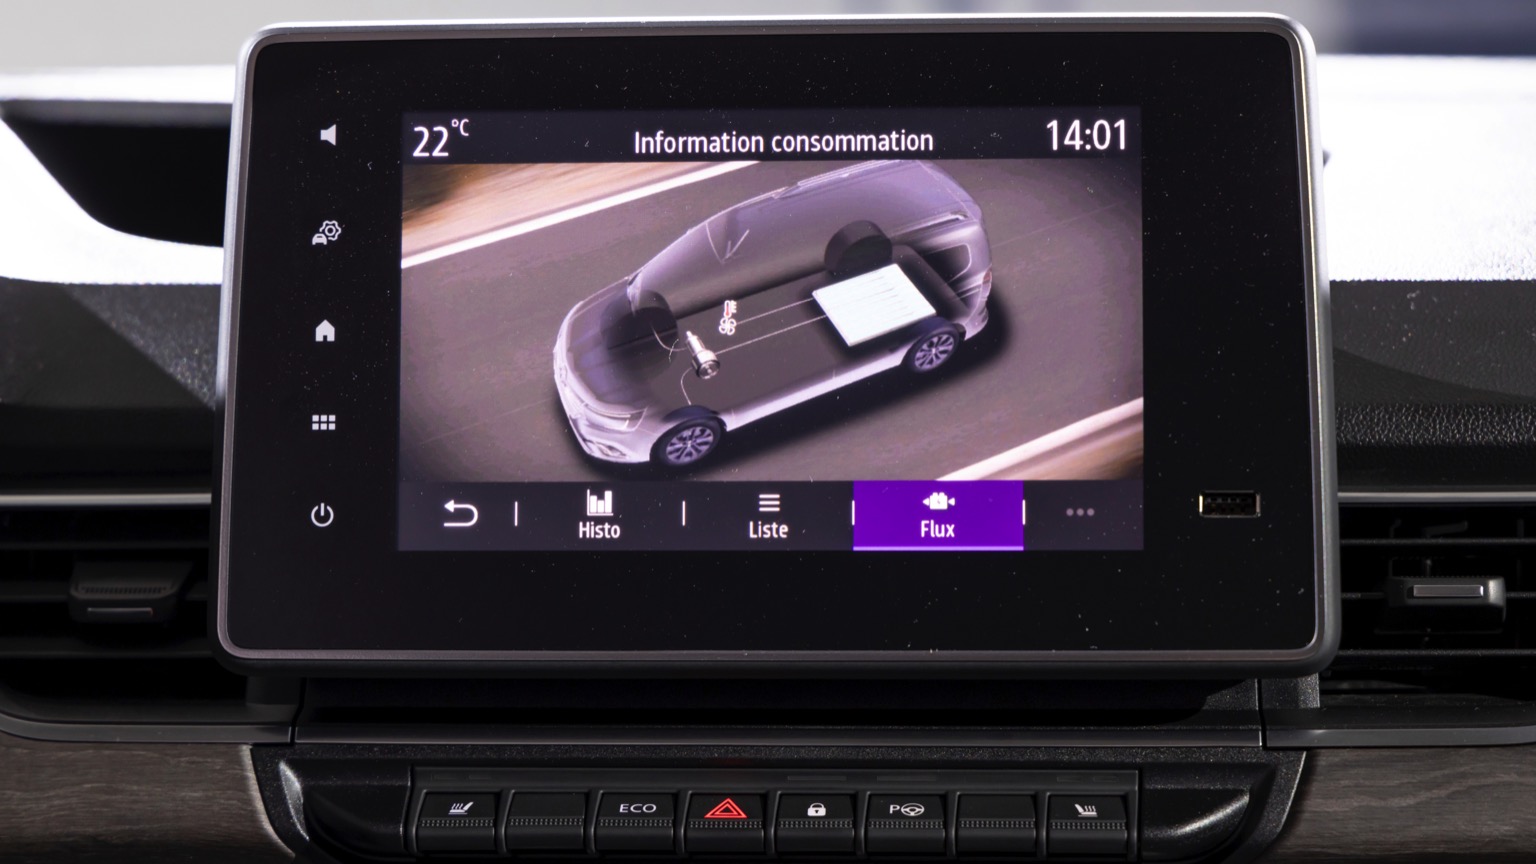 22°C
Information consommation
14:01
Histo
Liste
Flux
ECO
P